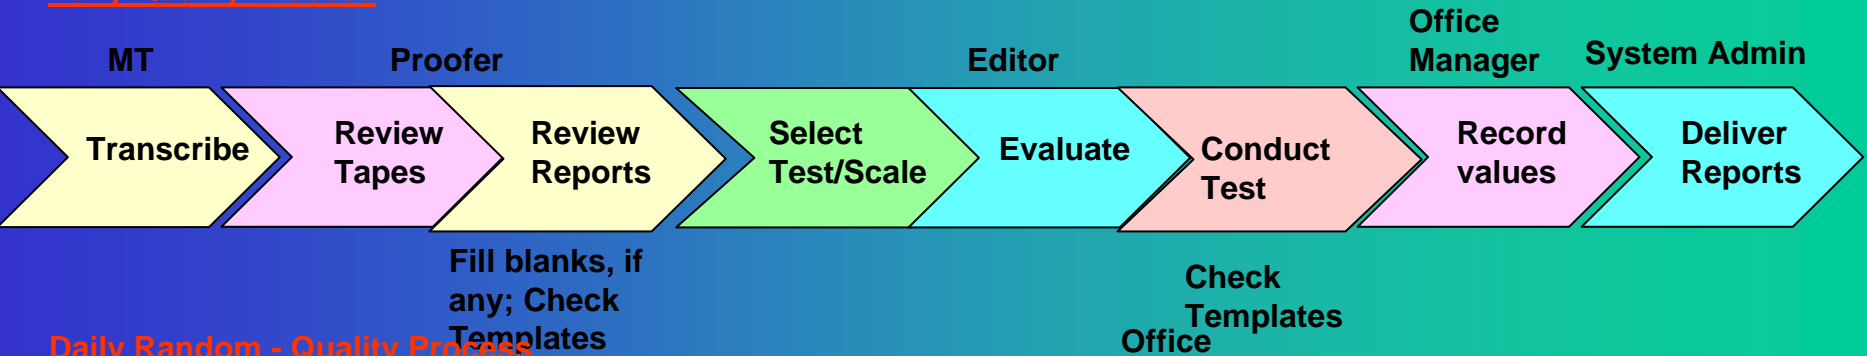 Office
Manager
MT
Proofer
Editor
System Admin
Transcribe
Review
Tapes
Review
Reports
Select
Test/Scale
Evaluate
Conduct
Test
Record
values
Deliver
Reports
Fill blanks, if
any; Check
Templates
Check
Templates
Daily Random - Quality Process
Office